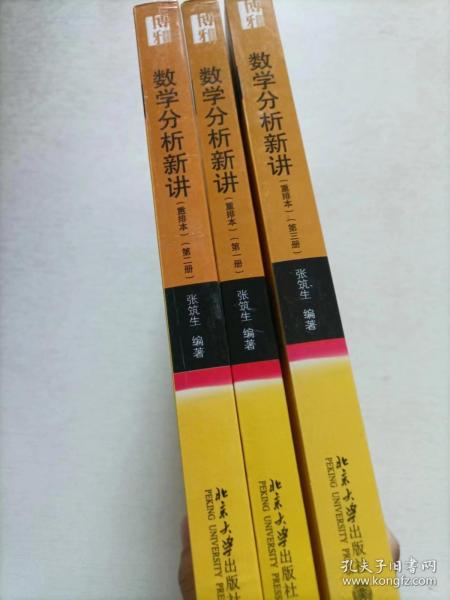 博雅
数学分析新讲
(重排本)(第二册)
张筑生 编著
北京大学出版社
PEKING UNIVERSITY PRESS
博雅
数学分析新讲
(重排本)(第一册)
张筑生 编著
北京大学出版社
PEKING UNIVERSITY PRESS
博雅
数学分析新讲
(重排本)(第三册)
张筑生 编著
北京大学出版社
PEKING UNIVERSITY PRES
孔夫子旧书网